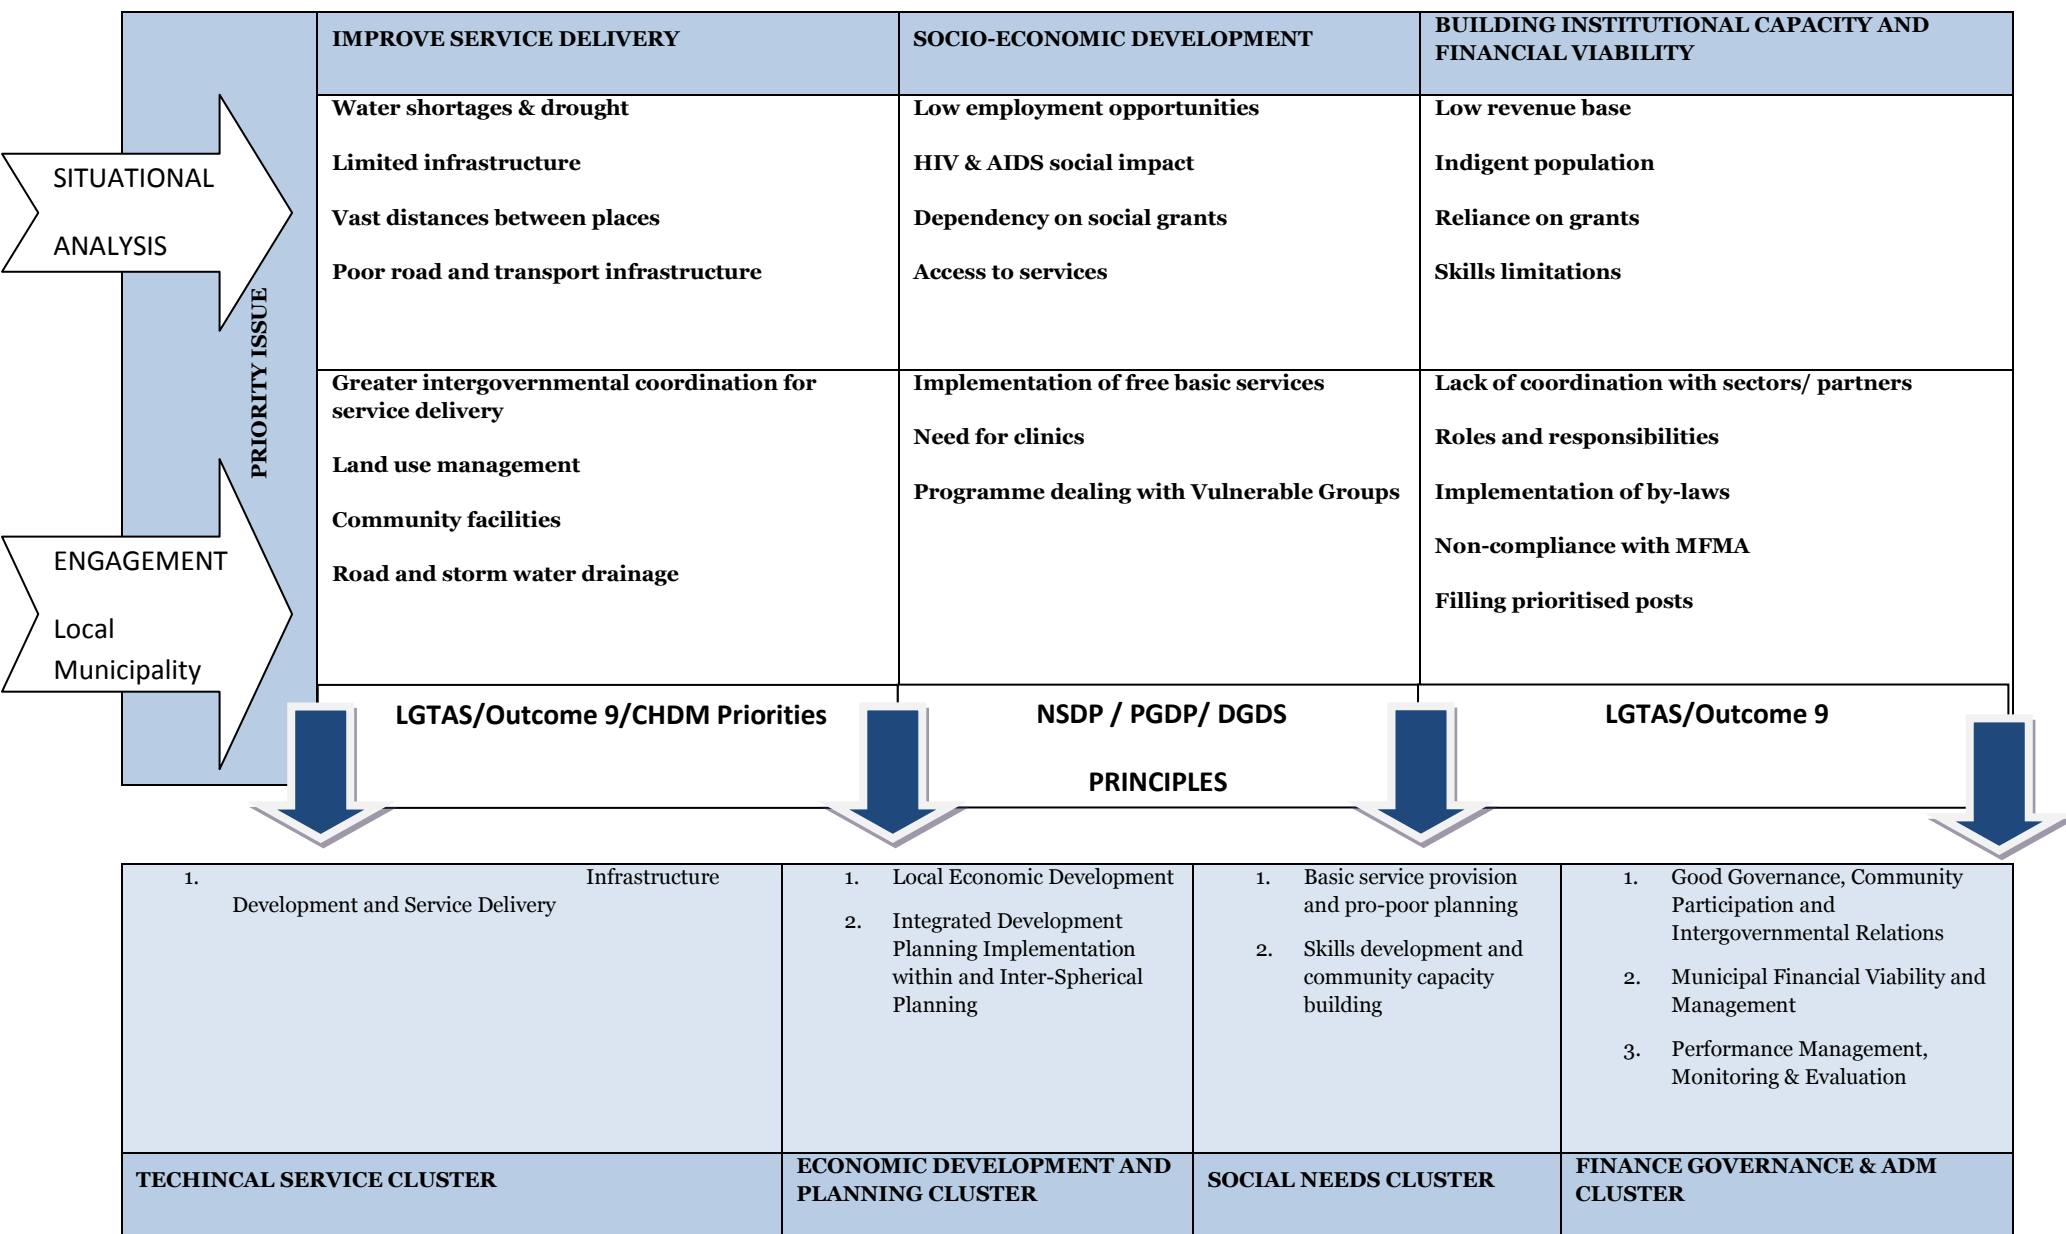 IMPROVE SERVICE DELIVERY
SOCIO-ECONOMIC DEVELOPMENT
BUILDING INSTITUTIONAL CAPACITY AND
FINANCIAL VIABILITY
SITUATIONAL
ANALYSIS
PRIORITY ISSUE
Water shortages & drought
Limited infrastructure
Vast distances between places
Poor road and transport infrastructure
Low employment opportunities
HIV & AIDS social impact
Dependency on social grants
Access to services
Low revenue base
Indigent population
Reliance on grants
Skills limitations
ENGAGEMENT
Local
Municipality
Greater intergovernmental coordination for
service delivery
Land use management
Community facilities
Road and storm water drainage
Implementation of free basic services
Need for clinics
Programme dealing with Vulnerable Groups
Lack of coordination with sectors/ partners
Roles and responsibilities
Implementation of by-laws
Non-compliance with MFMA
Filling prioritised posts
LGTAS/Outcome 9/CHDM Priorities
NSDP / PGDP/ DGDS
PRINCIPLES
LGTAS/Outcome 9
1. Infrastructure
Development and Service Delivery
1. Local Economic Development
2. Integrated Development
Planning Implementation
within and Inter-Spherical
Planning
1. Basic service provision
and pro-poor planning
2. Skills development and
community capacity
building
1. Good Governance, Community
Participation and
Intergovernmental Relations
2. Municipal Financial Viability and
Management
3. Performance Management,
Monitoring & Evaluation
TECHINCAL SERVICE CLUSTER
ECONOMIC DEVELOPMENT AND
PLANNING CLUSTER
SOCIAL NEEDS CLUSTER
FINANCE GOVERNANCE & ADM
CLUSTER